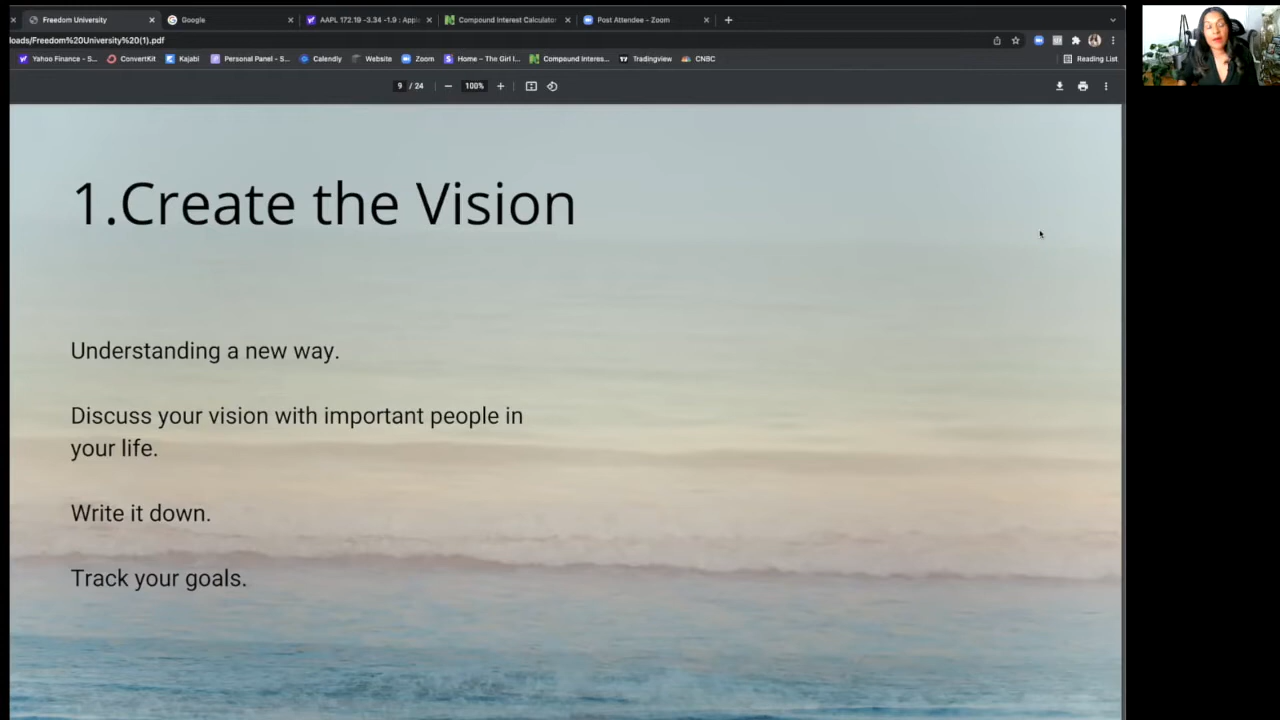 Freedom University
Google
AAPL 172.19 -3.34 -1.9 : Appl
Compound Interest Calculator
Post Attendee - Zoom
loads/Freedom%20University%20(1).pdf
Yahoo Finance - S...
ConvertKit
Kajabi
Personal Panel - S...
Calendly
Website
Zoom
Home – The Girl I...
Compound Interes...
Tradingview
CNBC
Reading List
9 / 24
100%
1.Create the Vision
Understanding a new way.
Discuss your vision with important people in
your life.
Write it down.
Track your goals.